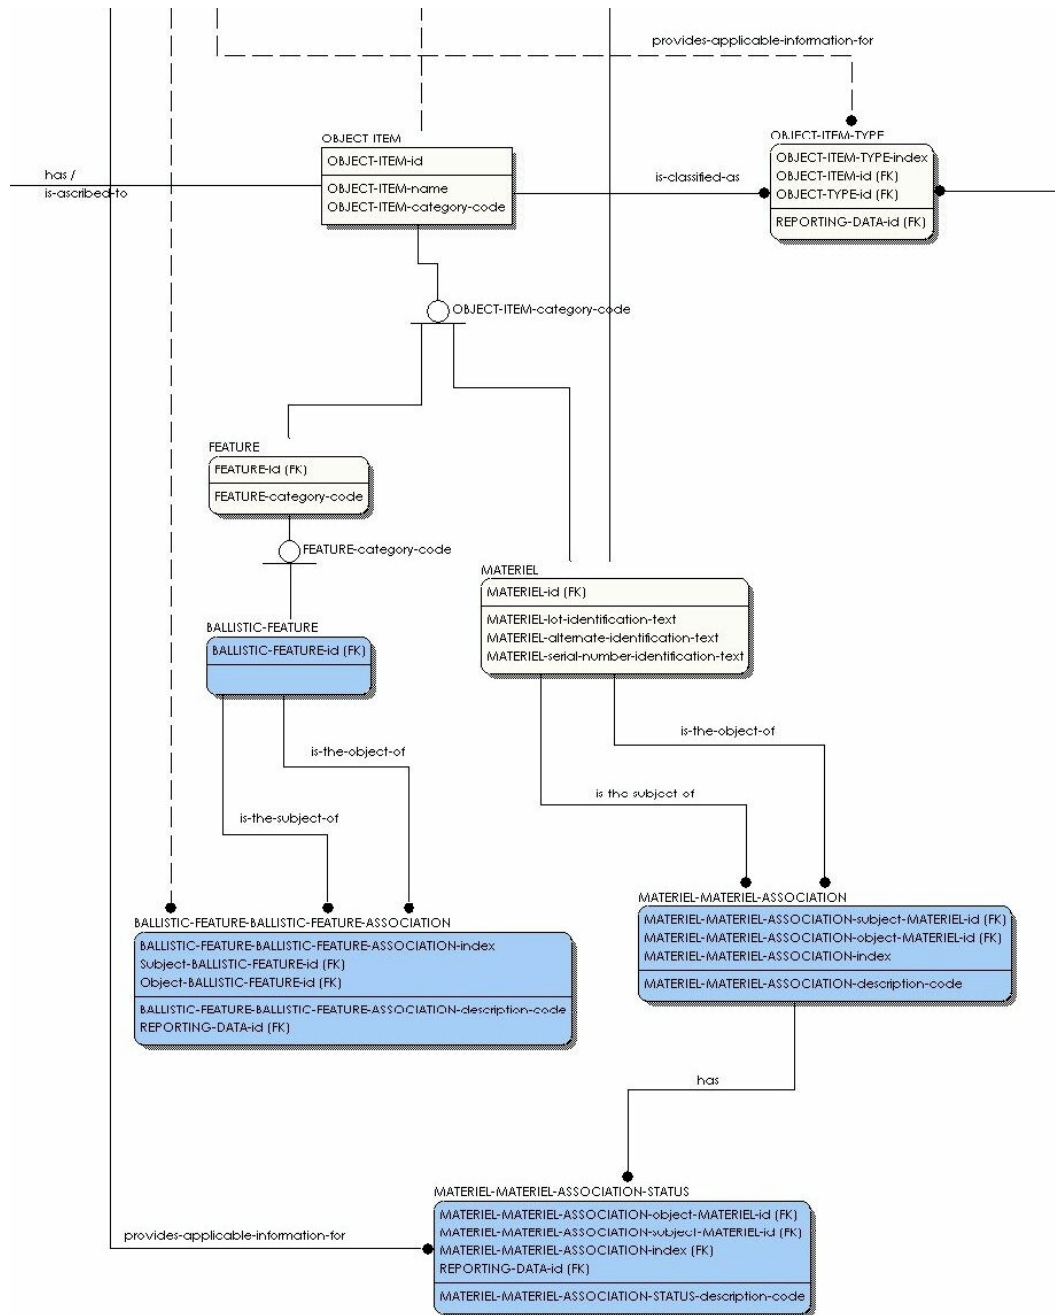 provides-applicable-information-for
OBJECT ITEM
OBJECT-ITEM-id
OBJECT-ITEM-name
OBJECT-ITEM-category-code
has /
is-ascribed-to
is-classified-as
OBJECT-ITEM-TYPE
OBJECT-ITEM-TYPE-index
OBJECT-ITEM-id (FK)
OBJECT-TYPE-id (FK)
REPORTING-DATA-id (FK)
OBJECT-ITEM-category-code
FEATURE
FEATURE-id (FK)
FEATURE-category-code
FEATURE-category-code
MATERIEL
MATERIEL-id (FK)
MATERIEL-lot-identification-text
MATERIEL-alternate-identification-text
MATERIEL-serial-number-identification-text
BALLISTIC-FEATURE
BALLISTIC-FEATURE-id (FK)
is-the-object-of
is-the-subject-of
is-the-object-of
is the subject of
BALLISTIC-FEATURE-BALLISTIC-FEATURE-ASSOCIATION
BALLISTIC-FEATURE-BALLISTIC-FEATURE-ASSOCIATION-index
Subject-BALLISTIC-FEATURE-id (FK)
Object-BALLISTIC-FEATURE-id (FK)
BALLISTIC-FEATURE-BALLISTIC-FEATURE-ASSOCIATION-description-code
REPORTING-DATA-id (FK)
MATERIEL-MATERIEL-ASSOCIATION
MATERIEL-MATERIEL-ASSOCIATION-subject-MATERIEL-id (FK)
MATERIEL-MATERIEL-ASSOCIATION-object-MATERIEL-id (FK)
MATERIEL-MATERIEL-ASSOCIATION-index
MATERIEL-MATERIEL-ASSOCIATION-description-code
has
MATERIEL-MATERIEL-ASSOCIATION-STATUS
MATERIEL-MATERIEL-ASSOCIATION-object-MATERIEL-id (FK)
MATERIEL-MATERIEL-ASSOCIATION-subject-MATERIEL-id (FK)
MATERIEL-MATERIEL-ASSOCIATION-index (FK)
REPORTING-DATA-id (FK)
MATERIEL-MATERIEL-ASSOCIATION-STATUS-description-code
provides-applicable-information-for